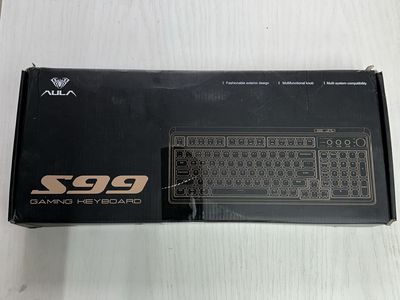 AULA
| Fashionable exterior design | Multifunctional knob | Multi-system compatibility
S99
GAMING KEYBOARD